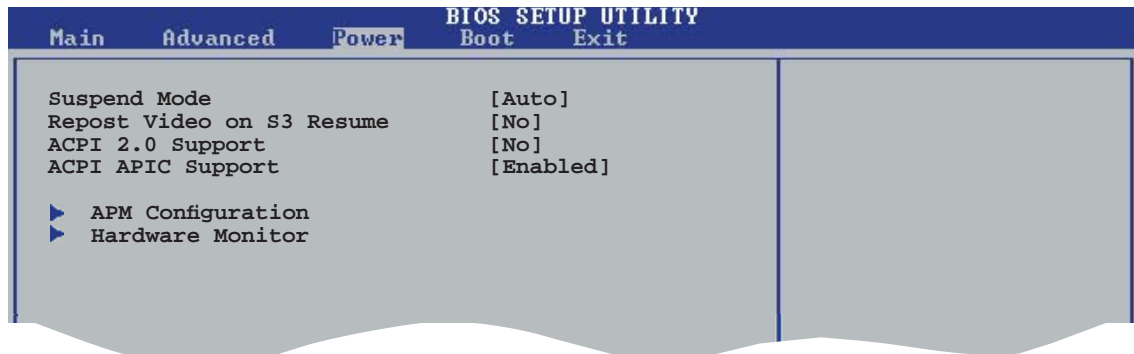 BIOS SETUP UTILITY
Main Advanced Power Boot Exit
Suspend Mode [Auto]
Repost Video on S3 Resume [No]
ACPI 2.0 Support [No]
ACPI APIC Support [Enabled]
APM Configuration
Hardware Monitor